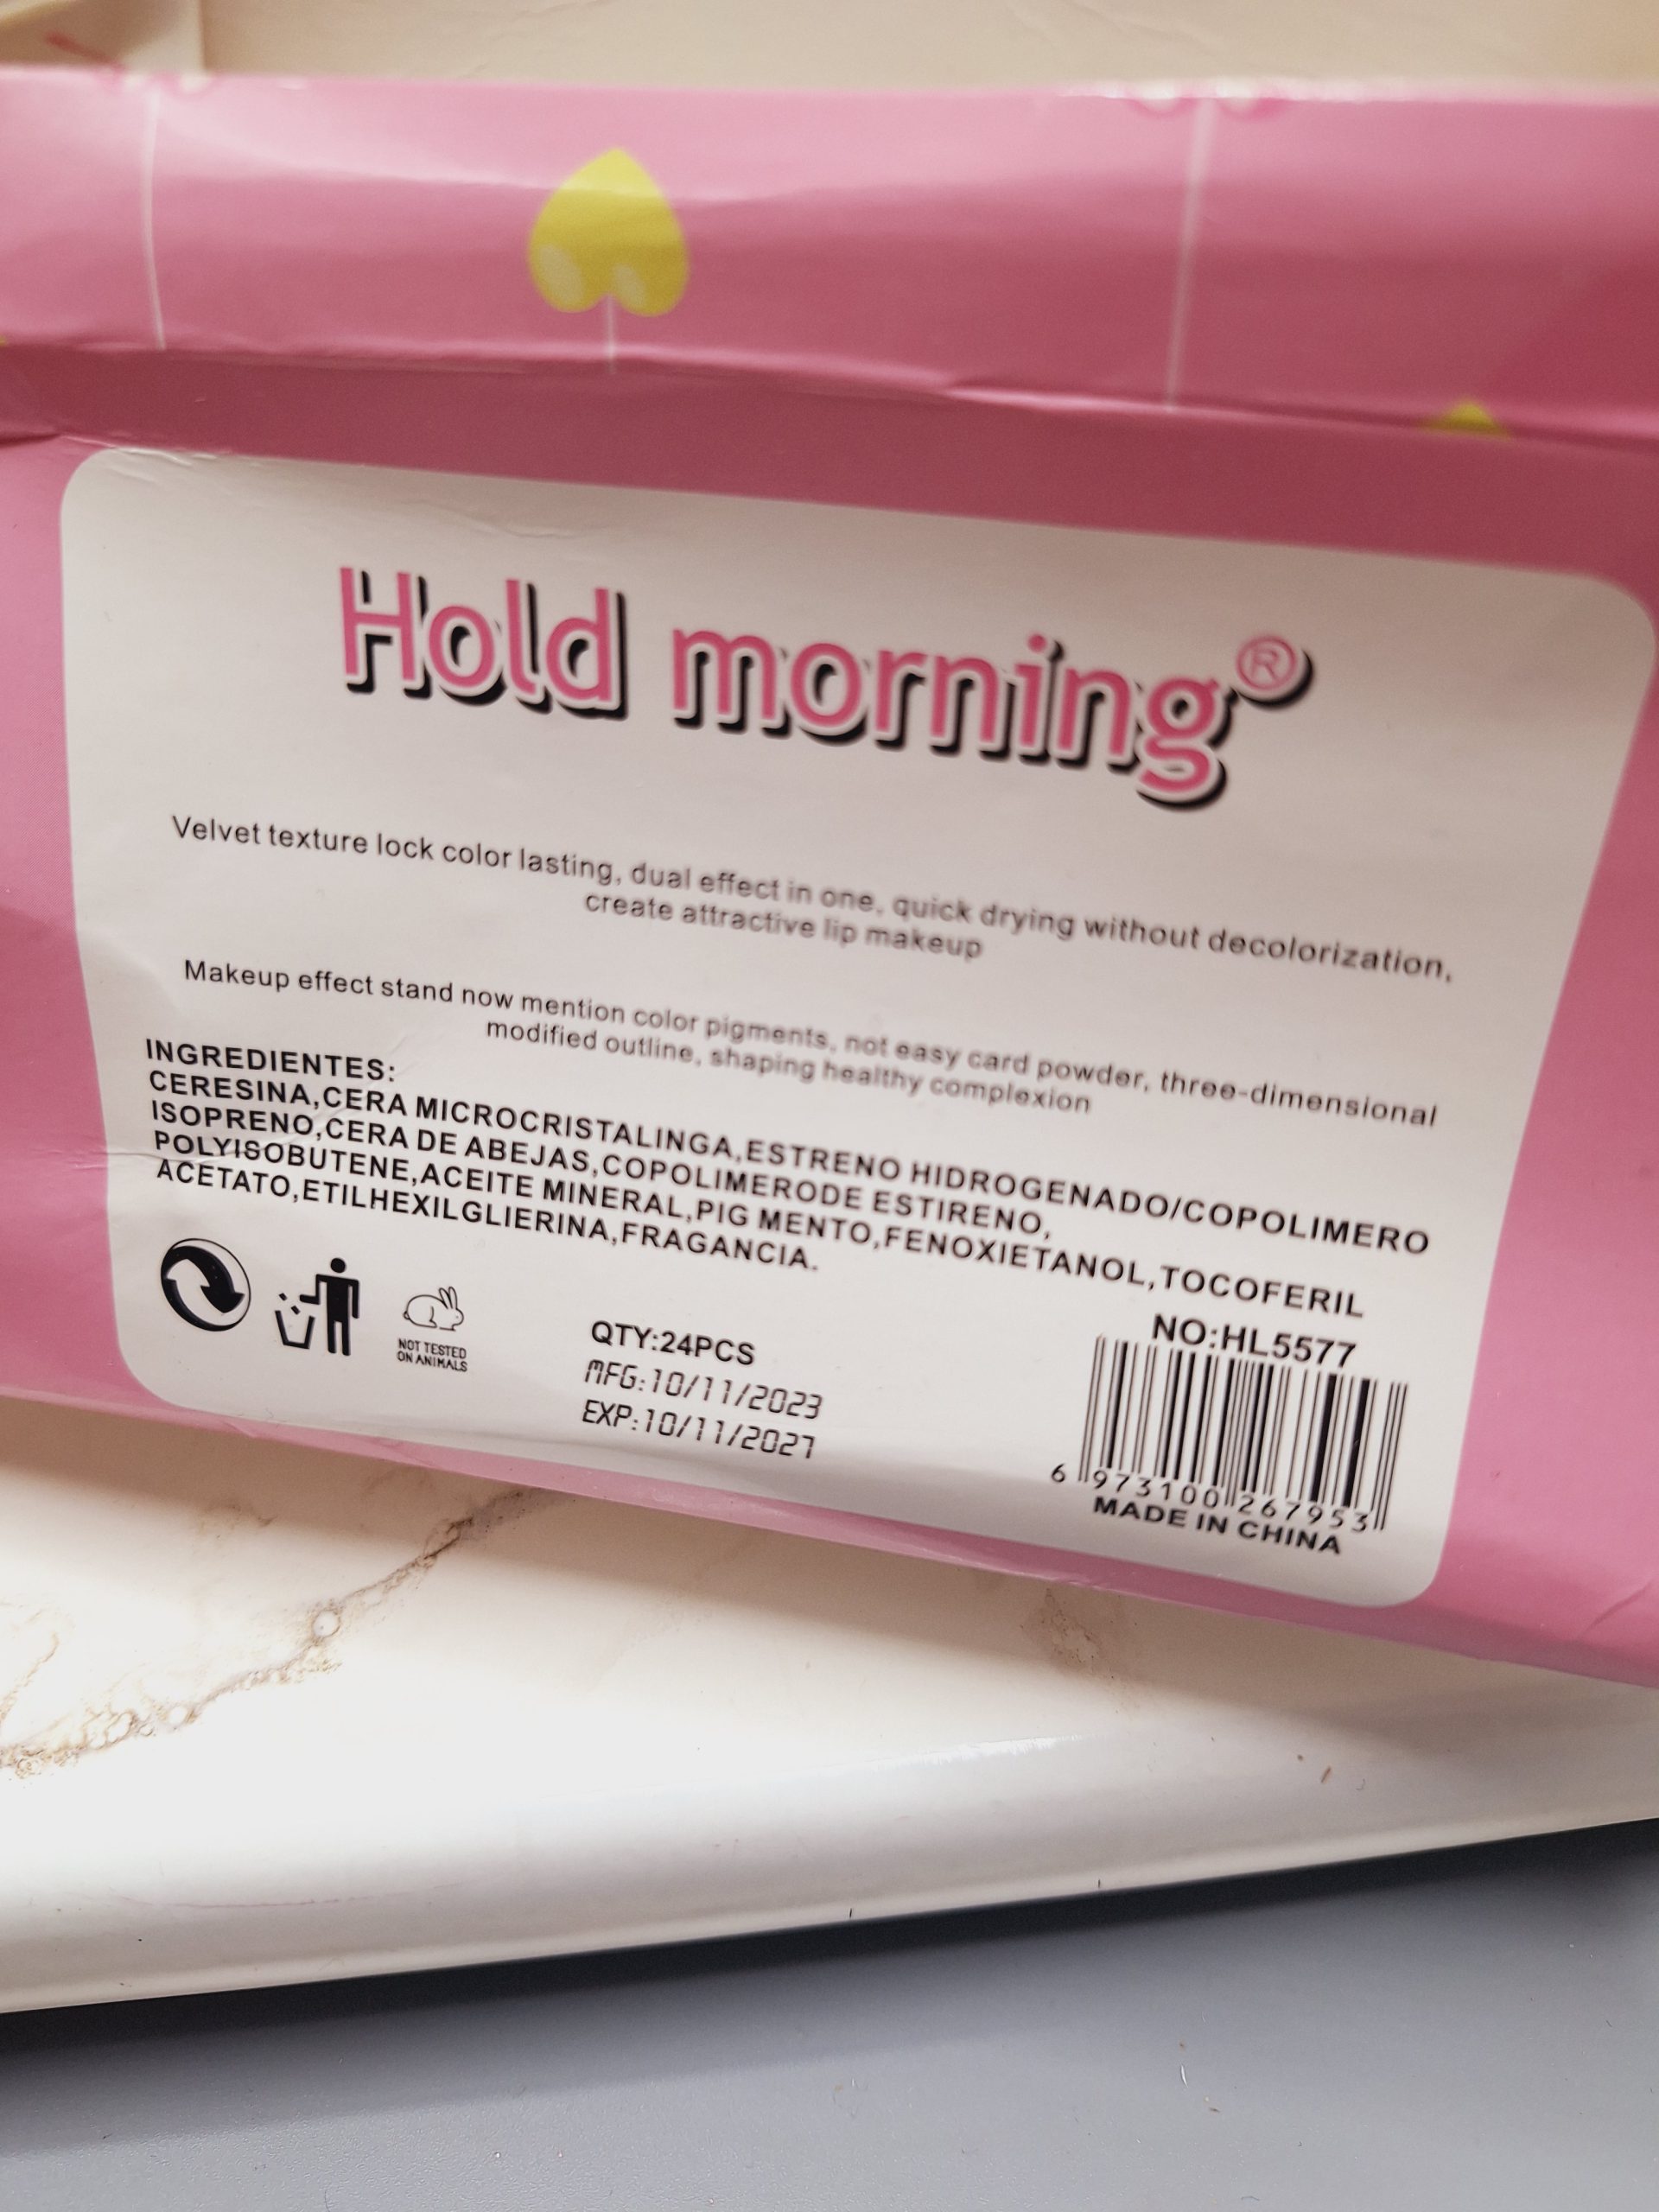 Hold morning®
Velvet texture lock color lasting, dual effect in one, quick drying without decolorization,
create attractive lip makeup
Makeup effect stand now mention color pigments, not easy card powder, three-dimensional
modified outline, shaping healthy complexion
INGREDIENTES:
CERESINA,CERA MICROCRISTALINGA,ESTRENO HIDROGENADO/COPOLIMERO
ISOPRENO,CERA DE ABEJAS,COPOLIMERODE ESTIRENO,
POLYISOBUTENE,ACEITE MINERAL,PIG MENTO,FENOXIETANOL,TOCOFERIL
ACETATO,ETILHEXILGLIERINA,FRAGANCIA.
NOT TESTED
ON ANIMALS
QTY:24PCS
MFG:10/11/2023
EXP:10/11/2027
NO:HL5577
6 973100 267953
MADE IN CHINA